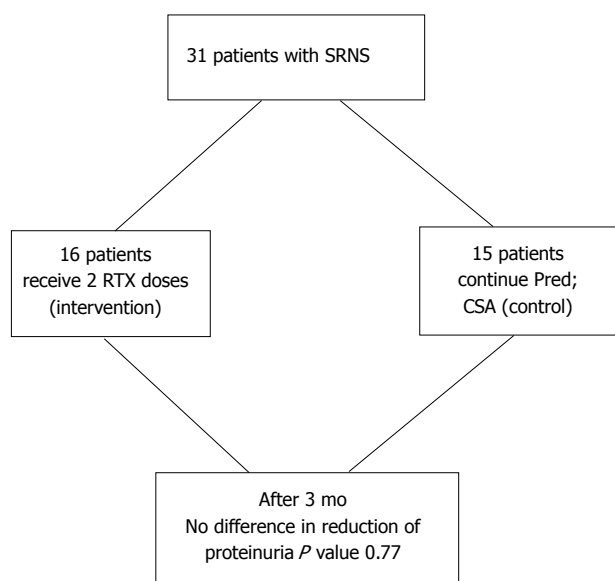 31 patients with SRNS
16 patients
receive 2 RTX doses
(intervention)
15 patients
continue Pred;
CSA (control)
After 3 mo
No difference in reduction of
proteinuria P value 0.77